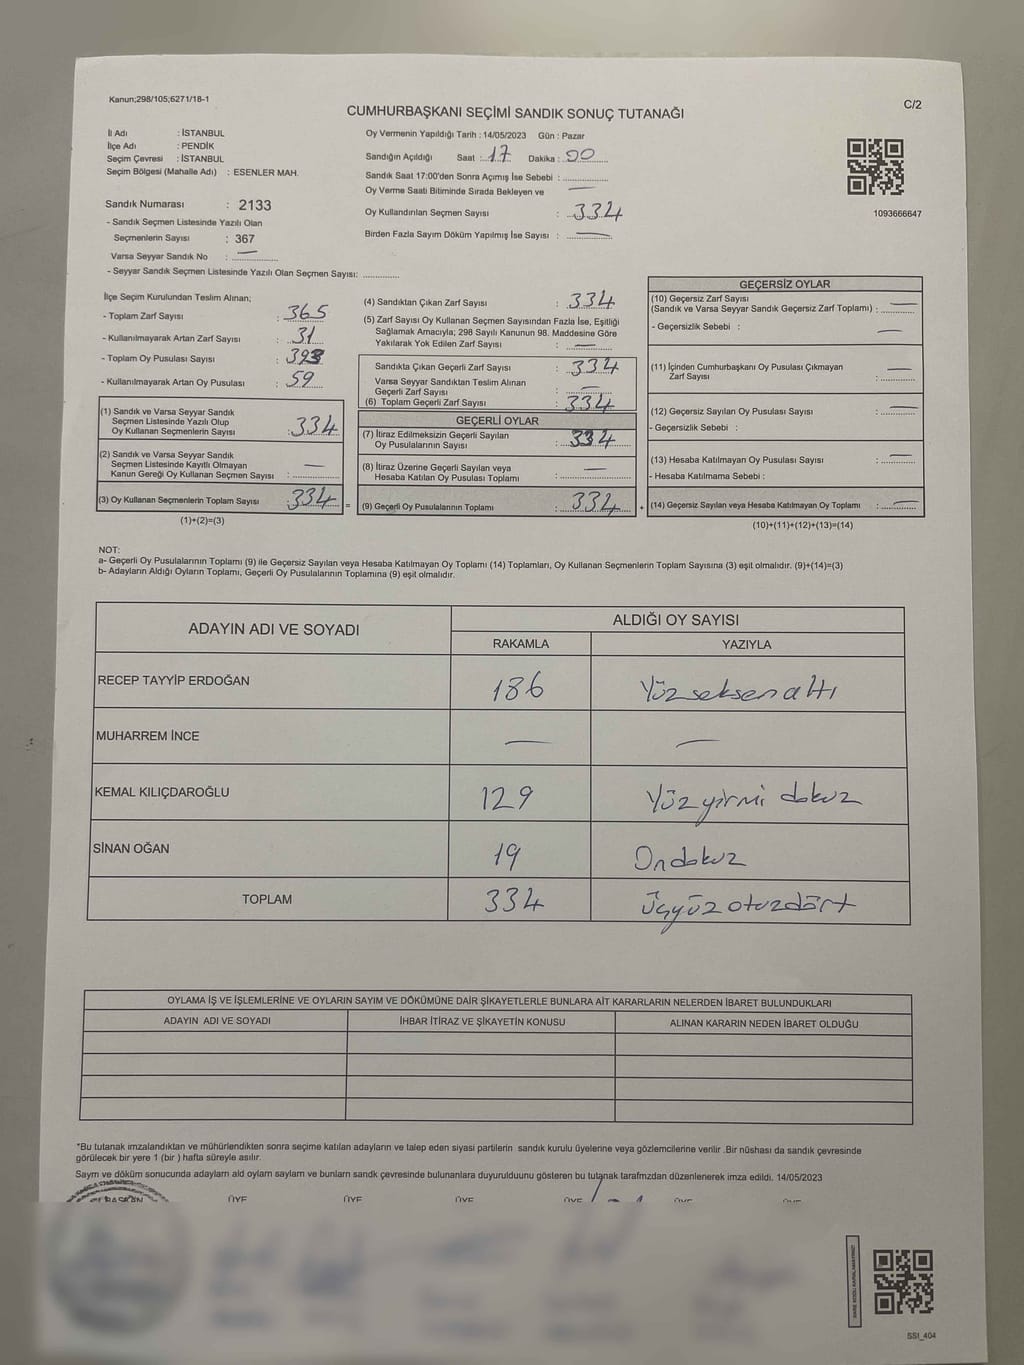 Kanun;298/105;6271/18-1
C/2
CUMHURBAŞKANI SEÇİMİ SANDIK SONUÇ TUTANAĞI
İl Adı : İSTANBUL
İlçe Adı : PENDİK
Seçim Çevresi : İSTANBUL
Seçim Bölgesi (Mahalle Adı) : ESENLER MAH.
Sandık Numarası : 2133
- Sandık Seçmen Listesinde Yazılı Olan
Seçmenlerin Sayısı : 367
Varsa Seyyar Sandık No : —
- Seyyar Sandık Seçmen Listesinde Yazılı Olan Seçmen Sayısı: ............
Oy Vermenin Yapıldığı Tarih : 14/05/2023 Gün : Pazar
Sandığın Açıldığı Saat : 17 Dakika : 00
Sandık Saat 17:00'den Sonra Açımış İse Sebebi : ............
Oy Verme Saati Bitiminde Sırada Bekleyen ve —
Oy Kullandırılan Seçmen Sayısı : 334
Birden Fazla Sayım Döküm Yapılmış İse Sayısı : —
1093666647
İlçe Seçim Kurulundan Teslim Alınan;
- Toplam Zarf Sayısı : 365
- Kullanılmayarak Artan Zarf Sayısı : 31
- Toplam Oy Pusulası Sayısı : 393
- Kullanılmayarak Artan Oy Pusulası : 59
(1) Sandık ve Varsa Seyyar Sandık
Seçmen Listesinde Yazılı Olup
Oy Kullanan Seçmenlerin Sayısı : 334
(2) Sandık ve Varsa Seyyar Sandık
Seçmen Listesinde Kayıtlı Olmayan —
Kanun Gereği Oy Kullanan Seçmen Sayısı : ............
(3) Oy Kullanan Seçmenlerin Toplam Sayısı : 334 =
(1)+(2)=(3)
(4) Sandıktan Çıkan Zarf Sayısı : 334
(5) Zarf Sayısı Oy Kullanan Seçmen Sayısından Fazla İse, Eşitliği
Sağlamak Amacıyla; 298 Sayılı Kanunun 98. Maddesine Göre
Yakılarak Yok Edilen Zarf Sayısı : —
Sandıkta Çıkan Geçerli Zarf Sayısı : 334
Varsa Seyyar Sandıktan Teslim Alınan
Geçerli Zarf Sayısı : —
(6) Toplam Geçerli Zarf Sayısı : 334
GEÇERLİ OYLAR
(7) İtiraz Edilmeksizin Geçerli Sayılan
Oy Pusulalarının Sayısı : 334
(8) İtiraz Üzerine Geçerli Sayılan veya —
Hesaba Katılan Oy Pusulası Toplamı : ............
(9) Geçerli Oy Pusulalarının Toplamı : 334 +
GEÇERSİZ OYLAR
(10) Geçersiz Zarf Sayısı
(Sandık ve Varsa Seyyar Sandık Geçersiz Zarf Toplamı) : —
- Geçersizlik Sebebi : —
(11) İçinden Cumhurbaşkanı Oy Pusulası Çıkmayan —
Zarf Sayısı : ............
(12) Geçersiz Sayılan Oy Pusulası Sayısı : —
- Geçersizlik Sebebi :
(13) Hesaba Katılmayan Oy Pusulası Sayısı : —
- Hesaba Katılmama Sebebi :
(14) Geçersiz Sayılan veya Hesaba Katılmayan Oy Toplamı : —
(10)+(11)+(12)+(13)=(14)
NOT:
a- Geçerli Oy Pusulalarının Toplamı (9) ile Geçersiz Sayılan veya Hesaba Katılmayan Oy Toplamı (14) Toplamları, Oy Kullanan Seçmenlerin Toplam Sayısına (3) eşit olmalıdır. (9)+(14)=(3)
b- Adayların Aldığı Oyların Toplamı, Geçerli Oy Pusulalarının Toplamına (9) eşit olmalıdır.
ADAYIN ADI VE SOYADI
ALDIĞI OY SAYISI
RAKAMLA YAZIYLA
RECEP TAYYİP ERDOĞAN 186 Yüzseksenaltı
MUHARREM İNCE — —
KEMAL KILIÇDAROĞLU 129 Yüzyirmi dokuz
SİNAN OĞAN 19 Ondokuz
TOPLAM 334 Üçyüzotuzdört
OYLAMA İŞ VE İŞLEMLERİNE VE OYLARIN SAYIM VE DÖKÜMÜNE DAİR ŞİKAYETLERLE BUNLARA AİT KARARLARIN NELERDEN İBARET BULUNDUKLARI
ADAYIN ADI VE SOYADI İHBAR İTİRAZ VE ŞİKAYETİN KONUSU ALINAN KARARIN NEDEN İBARET OLDUĞU
*Bu tutanak imzalandıktan ve mühürlendikten sonra seçime katılan adayların ve talep eden siyasi partilerin sandık kurulu üyelerine veya gözlemcilerine verilir .Bir nüshası da sandık çevresinde
görülecek bir yere 1 (bir ) hafta süreyle asılır.
Sayım ve döküm sonucunda adaylarn ald oylarn saylarn ve bunlarn sandk çevresinde bulunanlara duyurulduunu gösteren bu tutanak tarafmzdan düzenlenerek imza edildi. 14/05/2023
BAŞKAN ÜYE ÜYE ÜYE ÜYE ÜYE ÜYE
SSI_404